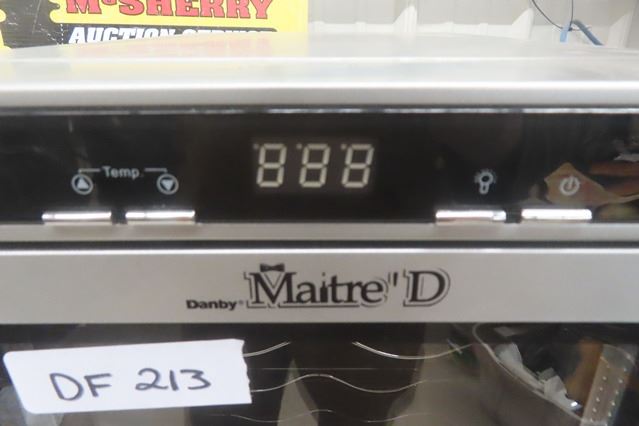 McSHERRY
AUCTION SERVICE
Temp.
888
Danby® Maitre'D
DF 213